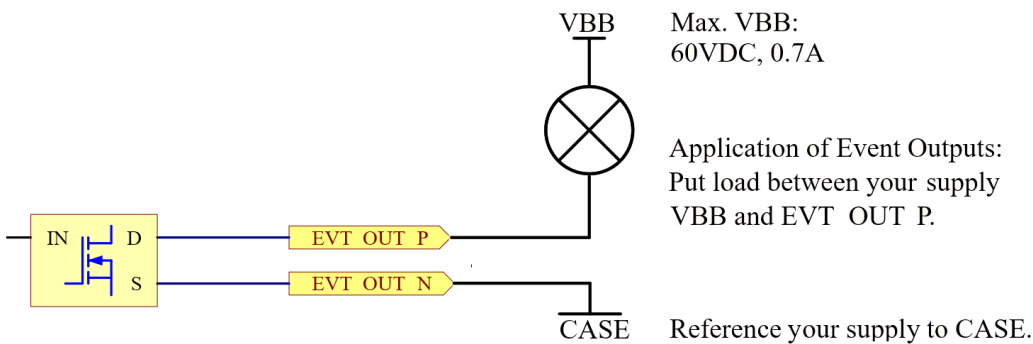 VBB
Max. VBB:
60VDC, 0.7A
Application of Event Outputs:
Put load between your supply
VBB and EVT OUT P.
IN
D
EVT OUT P
S
EVT OUT N
CASE
Reference your supply to CASE.